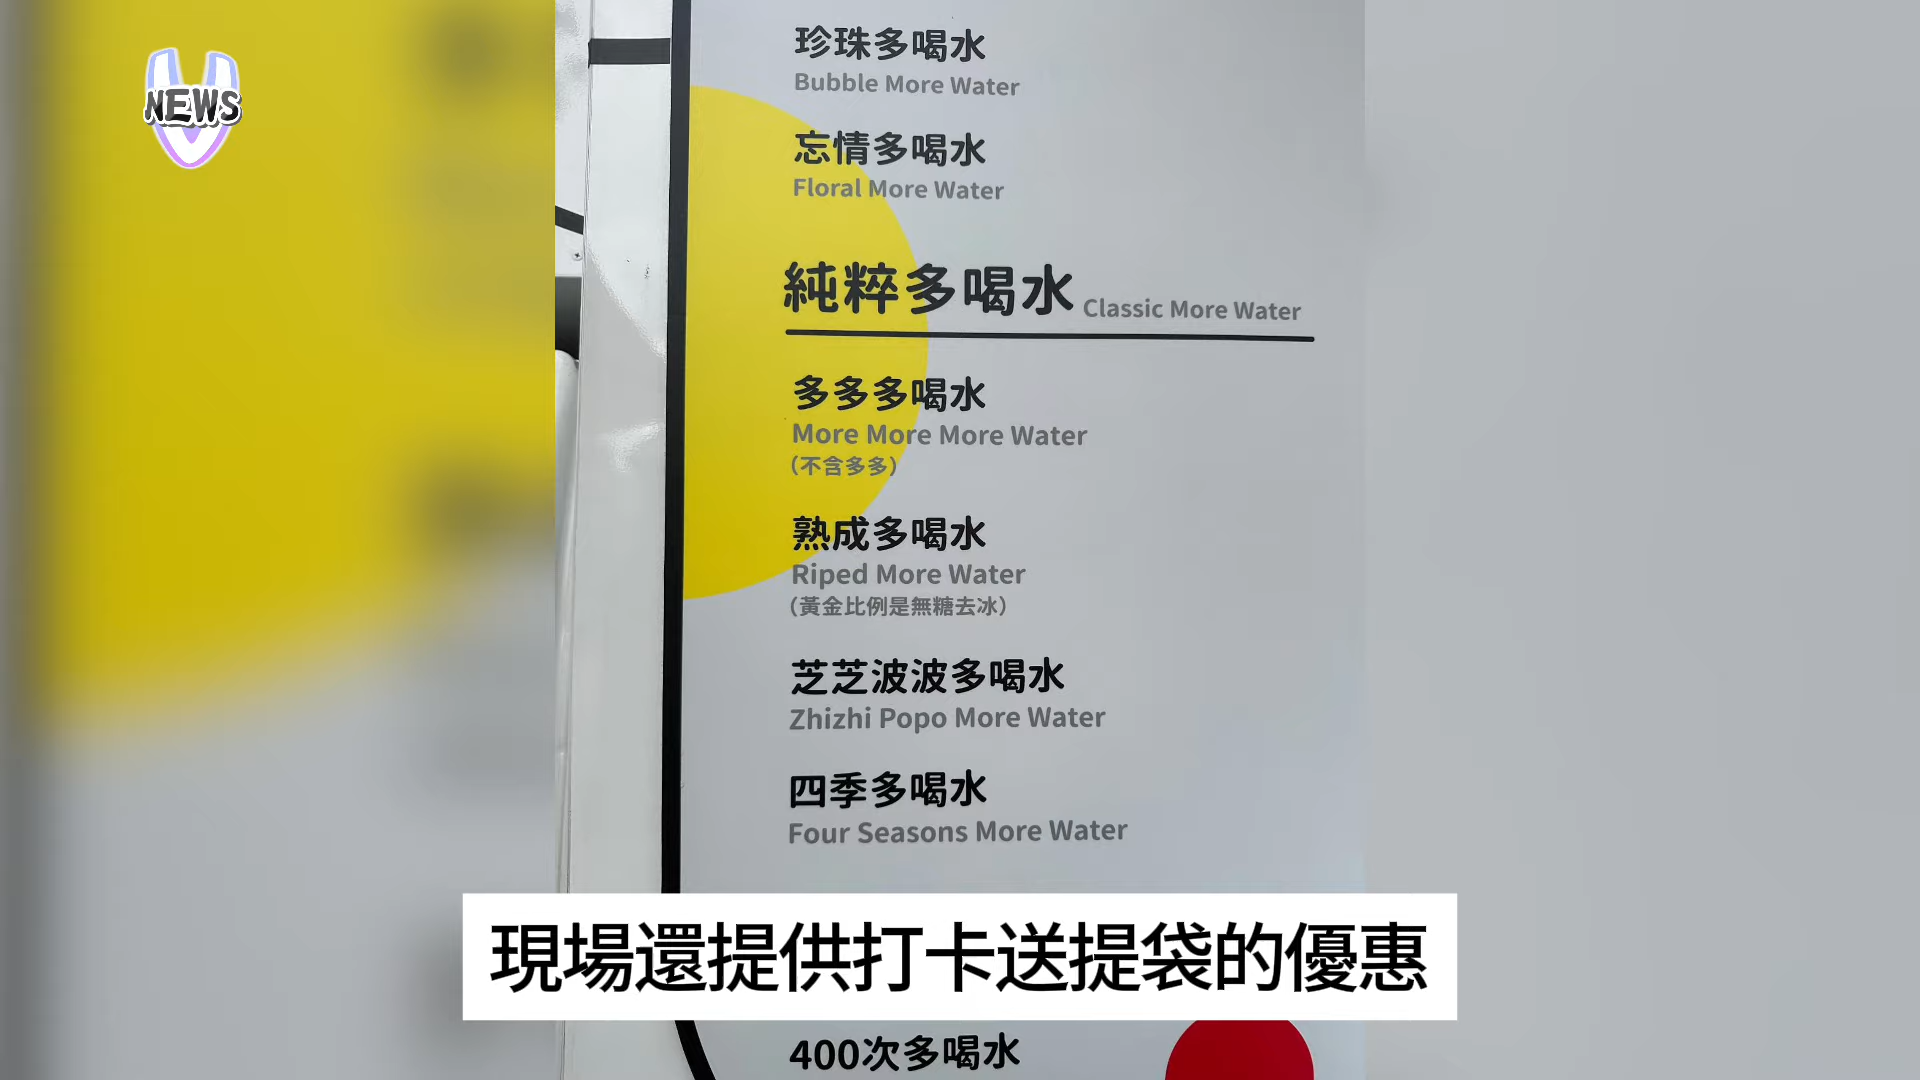 NEWS
珍珠多喝水
Bubble More Water
忘情多喝水
Floral More Water
純粹多喝水 Classic More Water
多多多喝水
More More More Water
（不含多多）
熟成多喝水
Riped More Water
（黃金比例是無糖去冰）
芝芝波波多喝水
Zhizhi Popo More Water
四季多喝水
Four Seasons More Water
現場還提供打卡送提袋的優惠
400次多喝水